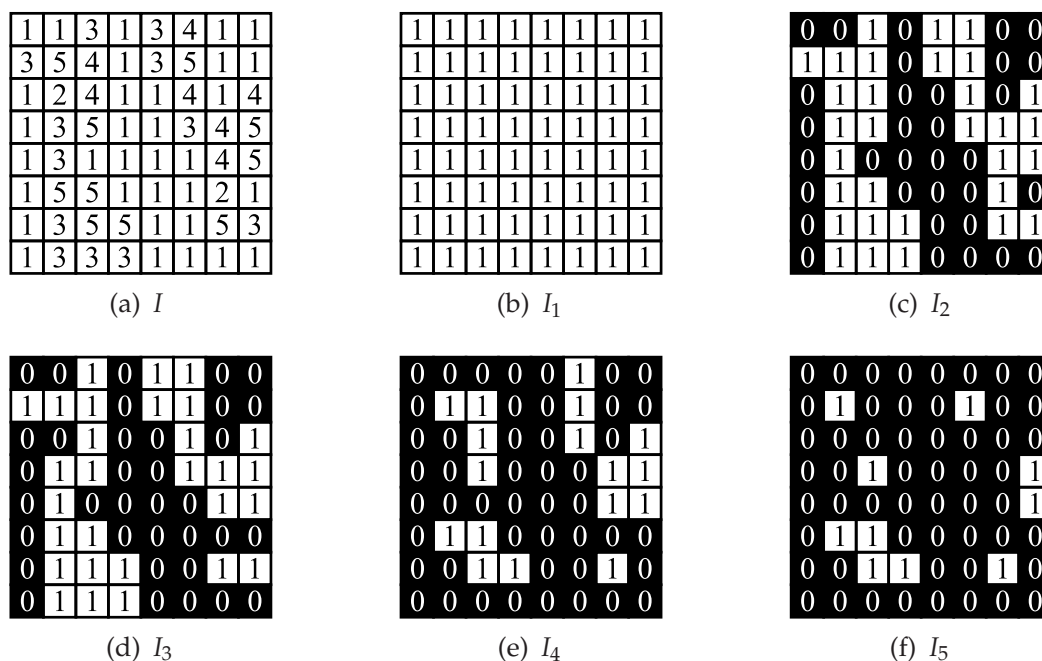 1 1 3 1 3 4 1 1 1 1 1 1 1 1 1 1 0 0 1 0 1 1 0 0
3 5 4 1 3 5 1 1 1 1 1 1 1 1 1 1 1 1 1 0 1 1 0 0
1 2 4 1 1 4 1 4 1 1 1 1 1 1 1 1 0 1 1 0 0 1 0 1
1 3 5 1 1 3 4 5 1 1 1 1 1 1 1 1 0 1 1 0 0 1 1 1
1 3 1 1 1 1 4 5 1 1 1 1 1 1 1 1 0 1 0 0 0 0 1 1
1 5 5 1 1 1 2 1 1 1 1 1 1 1 1 1 0 1 1 0 0 0 1 0
1 3 5 5 1 1 5 3 1 1 1 1 1 1 1 1 0 1 1 1 0 0 1 1
1 3 3 3 1 1 1 1 1 1 1 1 1 1 1 1 0 1 1 1 0 0 0 0
(a) I (b) I1 (c) I2
0 0 1 0 1 1 0 0 0 0 0 0 0 1 0 0 0 0 0 0 0 0 0 0
1 1 1 0 1 1 0 0 0 1 1 0 0 1 0 0 0 1 0 0 0 1 0 0
0 0 1 0 0 1 0 1 0 0 1 0 0 1 0 1 0 0 0 0 0 0 0 0
0 1 1 0 0 1 1 1 0 0 1 0 0 0 1 1 0 0 1 0 0 0 0 1
0 1 0 0 0 0 1 1 0 0 0 0 0 0 1 1 0 0 0 0 0 0 0 1
0 1 1 0 0 0 0 0 0 1 1 0 0 0 0 0 0 1 1 0 0 0 0 0
0 1 1 1 0 0 1 1 0 0 1 1 0 0 1 0 0 0 1 1 0 0 1 0
0 1 1 1 0 0 0 0 0 0 0 0 0 0 0 0 0 0 0 0 0 0 0 0
(d) I3 (e) I4 (f) I5